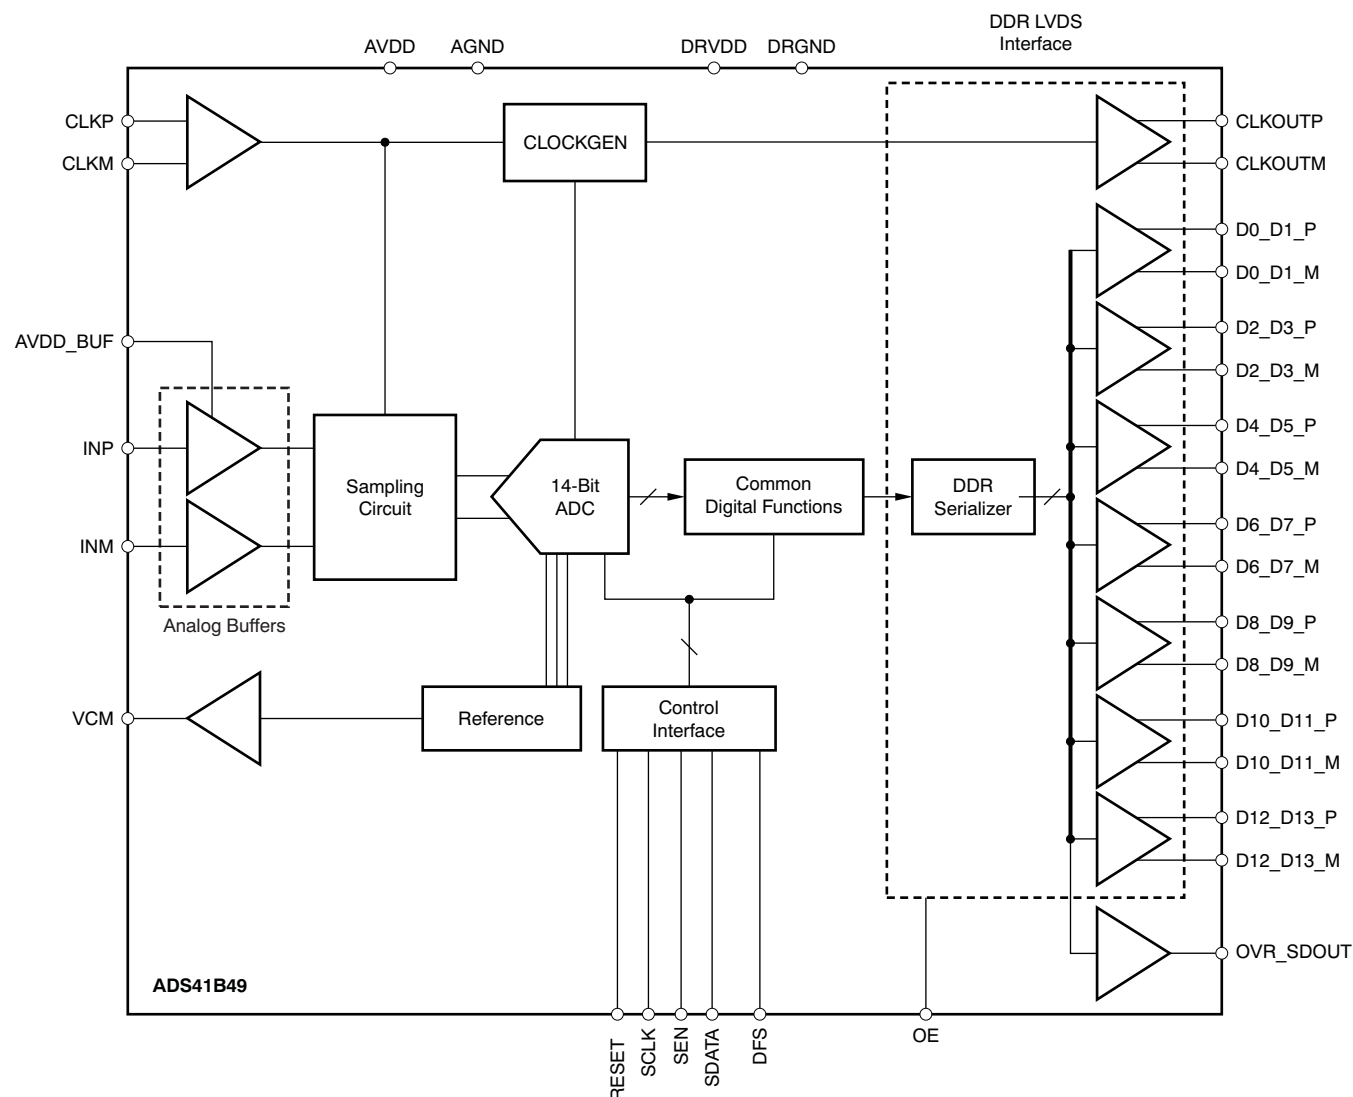 DDR LVDS
Interface
AVDD
AGND
DRVDD
DRGND
CLKP
CLKM
CLOCKGEN
CLKOUTP
CLKOUTM
D0_D1_P
D0_D1_M
AVDD_BUF
D2_D3_P
D2_D3_M
INP
INM
Analog Buffers
Sampling
Circuit
14-Bit
ADC
Common
Digital Functions
DDR
Serializer
D4_D5_P
D4_D5_M
D6_D7_P
D6_D7_M
D8_D9_P
D8_D9_M
VCM
Reference
Control
Interface
D10_D11_P
D10_D11_M
D12_D13_P
D12_D13_M
OVR_SDOUT
ADS41B49
RESET
SCLK
SEN
SDATA
DFS
OE